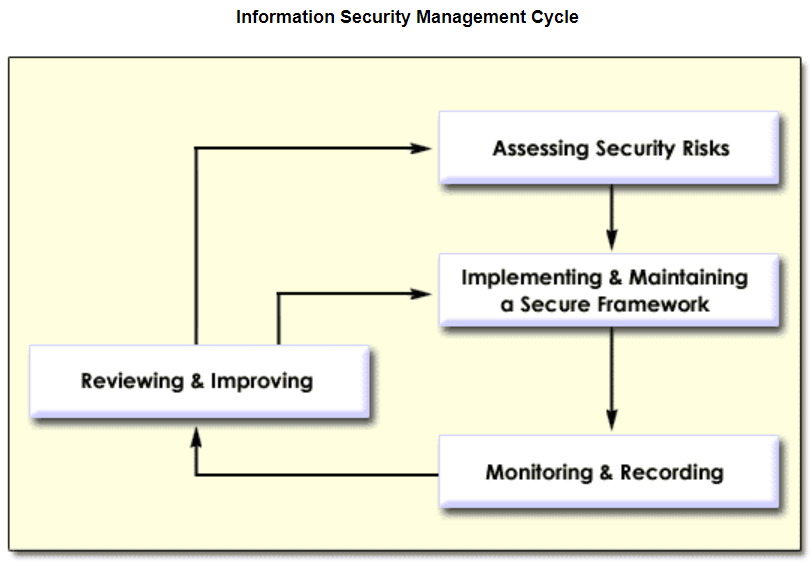 Information Security Management Cycle
Assessing Security Risks
Implementing & Maintaining
a Secure Framework
Reviewing & Improving
Monitoring & Recording